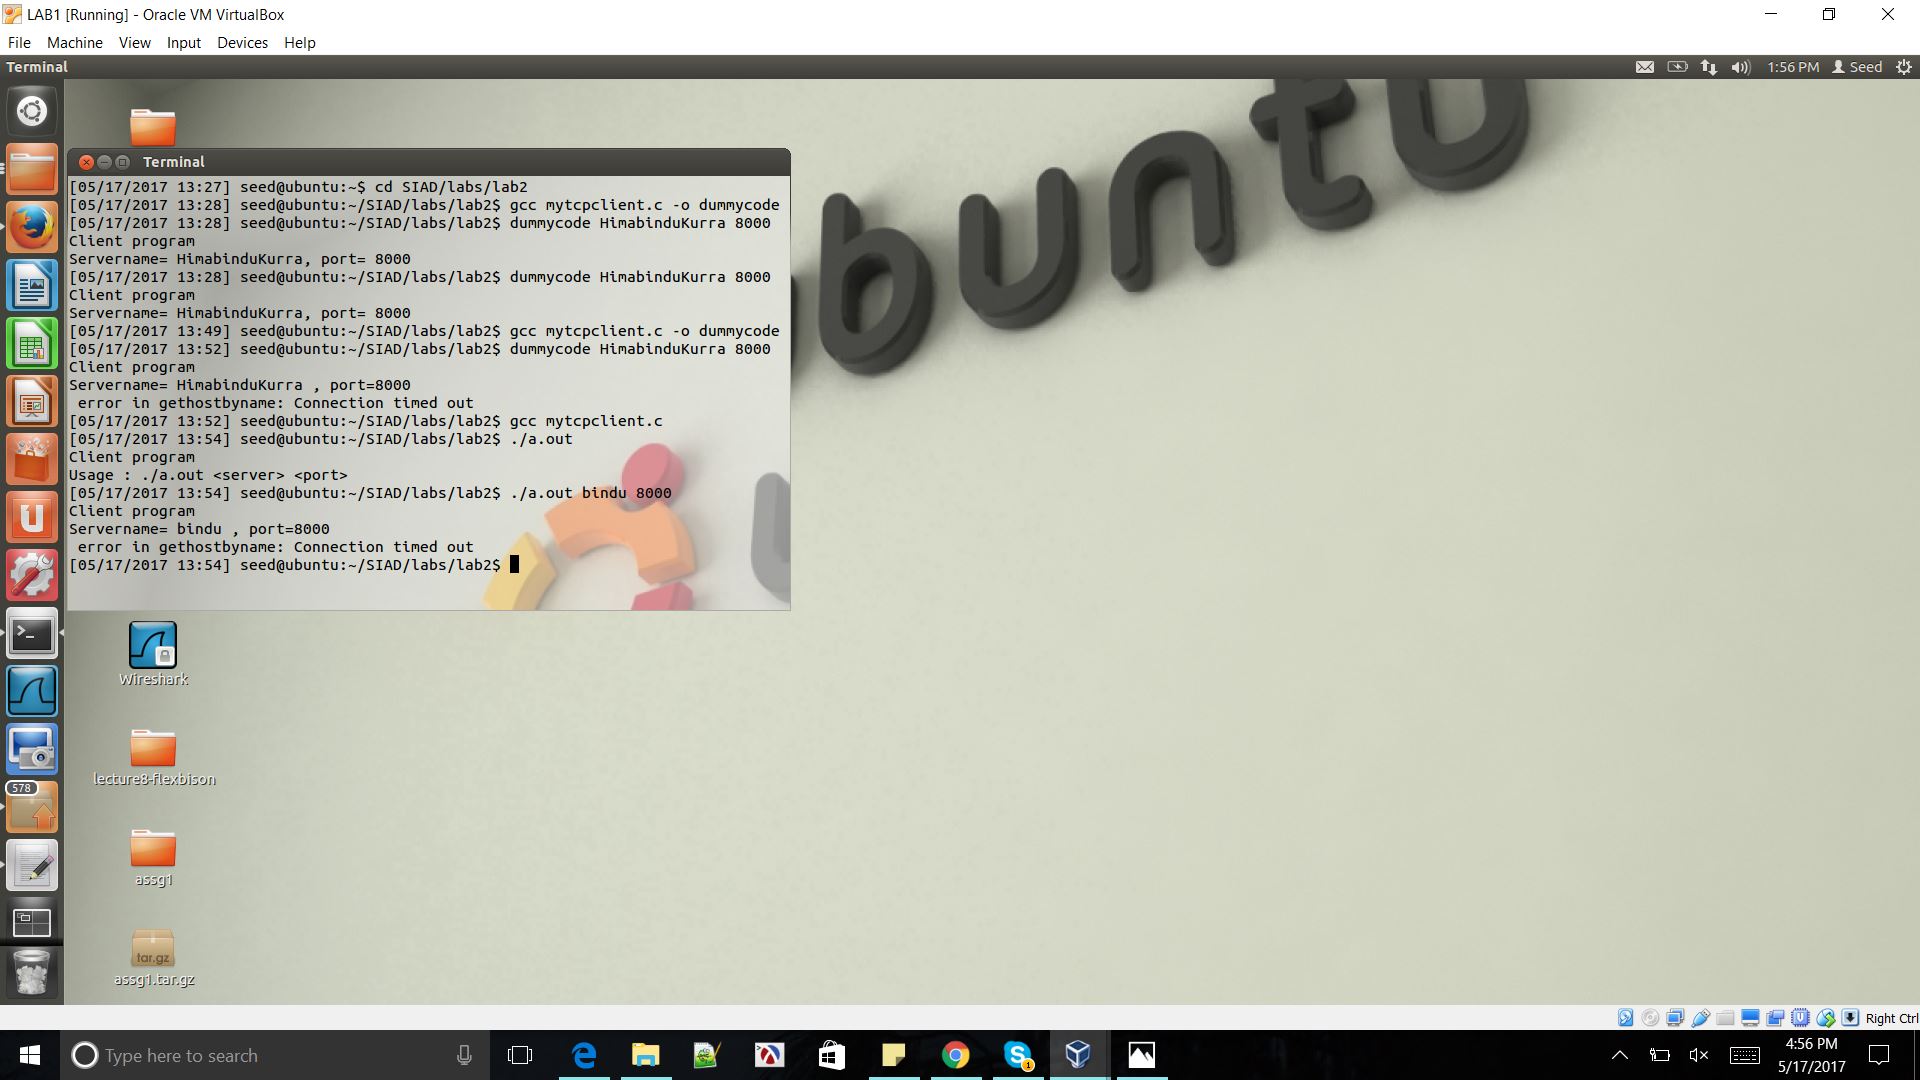 LAB1 [Running] - Oracle VM VirtualBox
File Machine View Input Devices Help
Terminal 1:56 PM Seed
ubuntu
Terminal
[05/17/2017 13:27] seed@ubuntu:~$ cd SIAD/labs/lab2
[05/17/2017 13:28] seed@ubuntu:~/SIAD/labs/lab2$ gcc mytcpclient.c -o dummycode
[05/17/2017 13:28] seed@ubuntu:~/SIAD/labs/lab2$ dummycode HimabinduKurra 8000
Client program
Servername= HimabinduKurra, port= 8000
[05/17/2017 13:28] seed@ubuntu:~/SIAD/labs/lab2$ dummycode HimabinduKurra 8000
Client program
Servername= HimabinduKurra, port= 8000
[05/17/2017 13:49] seed@ubuntu:~/SIAD/labs/lab2$ gcc mytcpclient.c -o dummycode
[05/17/2017 13:52] seed@ubuntu:~/SIAD/labs/lab2$ dummycode HimabinduKurra 8000
Client program
Servername= HimabinduKurra , port=8000
error in gethostbyname: Connection timed out
[05/17/2017 13:52] seed@ubuntu:~/SIAD/labs/lab2$ gcc mytcpclient.c
[05/17/2017 13:54] seed@ubuntu:~/SIAD/labs/lab2$ ./a.out
Client program
Usage : ./a.out <server> <port>
[05/17/2017 13:54] seed@ubuntu:~/SIAD/labs/lab2$ ./a.out bindu 8000
Client program
Servername= bindu , port=8000
error in gethostbyname: Connection timed out
[05/17/2017 13:54] seed@ubuntu:~/SIAD/labs/lab2$
Wireshark
lecture8-flexbison
578
assg1
tar.gz
assg1.tar.gz
Right Ctrl
Type here to search
1
4:56 PM
5/17/2017